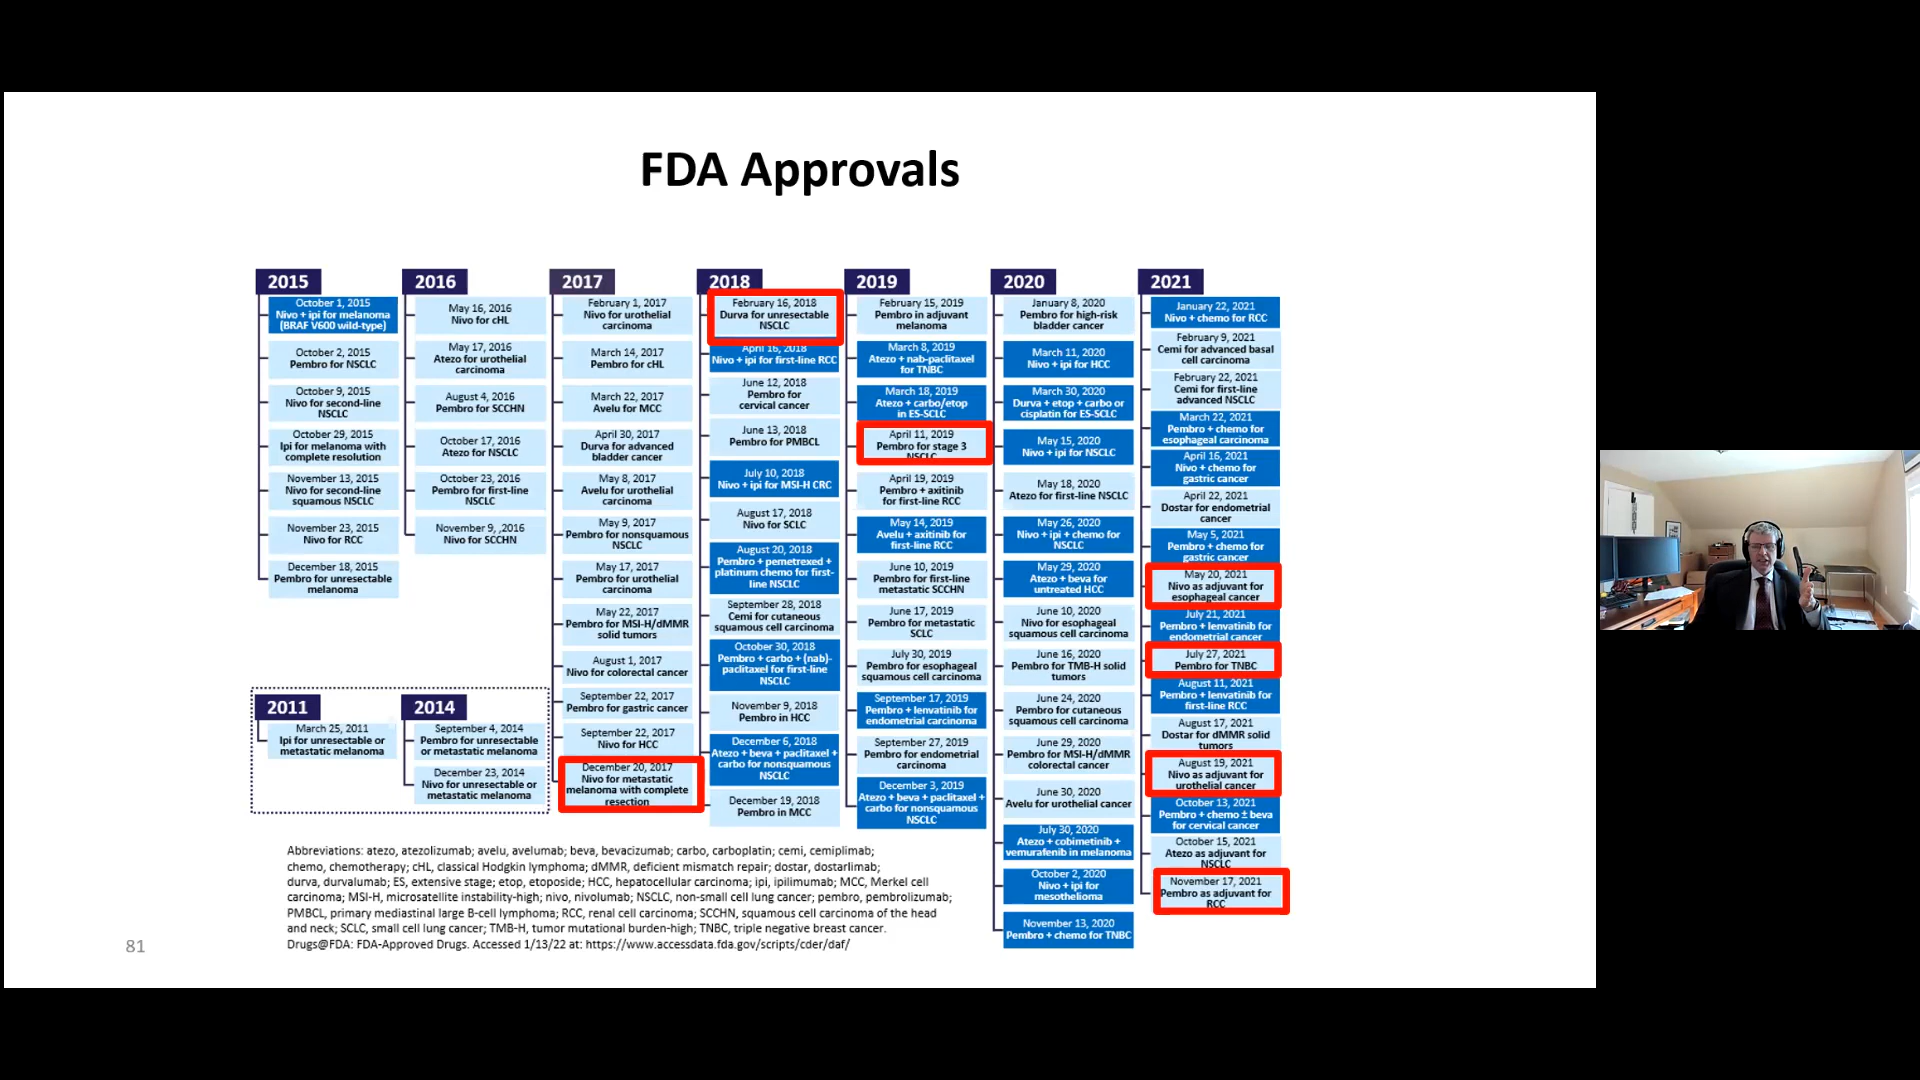 FDA Approvals
2015
October 1, 2015
Nivo + ipi for melanoma
(BRAF V600 wild-type)
October 2, 2015
Pembro for NSCLC
October 9, 2015
Nivo for second-line
NSCLC
October 29, 2015
Ipi for melanoma with
complete resolution
November 13, 2015
Nivo for second-line
squamous NSCLC
November 23, 2015
Nivo for RCC
December 18, 2015
Pembro for unresectable
melanoma
2011
March 25, 2011
Ipi for unresectable or
metastatic melanoma
2014
September 4, 2014
Pembro for unresectable
or metastatic melanoma
December 23, 2014
Nivo for unresectable or
metastatic melanoma
2016
May 16, 2016
Nivo for cHL
May 17, 2016
Atezo for urothelial
carcinoma
August 4, 2016
Pembro for SCCHN
October 17, 2016
Atezo for NSCLC
October 23, 2016
Pembro for first-line
NSCLC
November 9, ,2016
Nivo for SCCHN
2017
February 1, 2017
Nivo for urothelial
carcinoma
March 14, 2017
Pembro for cHL
March 22, 2017
Avelu for MCC
April 30, 2017
Durva for advanced
bladder cancer
May 8, 2017
Avelu for urothelial
carcinoma
May 9, 2017
Pembro for nonsquamous
NSCLC
May 17, 2017
Pembro for urothelial
carcinoma
May 22, 2017
Pembro for MSI-H/dMMR
solid tumors
August 1, 2017
Nivo for colorectal cancer
September 22, 2017
Pembro for gastric cancer
September 22, 2017
Nivo for HCC
December 20, 2017
Nivo for metastatic
melanoma with complete
resection
2018
February 16, 2018
Durva for unresectable
NSCLC
April 16, 2018
Nivo + ipi for first-line RCC
June 12, 2018
Pembro for
cervical cancer
June 13, 2018
Pembro for PMBCL
July 10, 2018
Nivo + ipi for MSI-H CRC
August 17, 2018
Nivo for SCLC
August 20, 2018
Pembro + pemetrexed +
platinum chemo for first-
line NSCLC
September 28, 2018
Cemi for cutaneous
squamous cell carcinoma
October 30, 2018
Pembro + carbo + (nab)-
paclitaxel for first-line
NSCLC
November 9, 2018
Pembro in HCC
December 6, 2018
Atezo + beva + paclitaxel +
carbo for nonsquamous
NSCLC
December 19, 2018
Pembro in MCC
2019
February 15, 2019
Pembro in adjuvant
melanoma
March 8, 2019
Atezo + nab-paclitaxel
for TNBC
March 18, 2019
Atezo + carbo/etop
in ES-SCLC
April 11, 2019
Pembro for stage 3
NSCLC
April 19, 2019
Pembro + axitinib
for first-line RCC
May 14, 2019
Avelu + axitinib for
first-line RCC
June 10, 2019
Pembro for first-line
metastatic SCCHN
June 17, 2019
Pembro for metastatic
SCLC
July 30, 2019
Pembro for esophageal
squamous cell carcinoma
September 17, 2019
Pembro + lenvatinib for
endometrial carcinoma
September 27, 2019
Pembro for endometrial
carcinoma
December 3, 2019
Atezo + beva + paclitaxel +
carbo for nonsquamous
NSCLC
2020
January 8, 2020
Pembro for high-risk
bladder cancer
March 11, 2020
Nivo + ipi for HCC
March 30, 2020
Durva + etop + carbo or
cisplatin for ES-SCLC
May 15, 2020
Nivo + ipi for NSCLC
May 18, 2020
Atezo for first-line NSCLC
May 26, 2020
Nivo + ipi + chemo for
NSCLC
May 29, 2020
Atezo + beva for
untreated HCC
June 10, 2020
Nivo for esophageal
squamous cell carcinoma
June 16, 2020
Pembro for TMB-H solid
tumors
June 24, 2020
Pembro for cutaneous
squamous cell carcinoma
June 29, 2020
Pembro for MSI-H/dMMR
colorectal cancer
June 30, 2020
Avelu for urothelial cancer
July 30, 2020
Atezo + cobimetinib +
vemurafenib in melanoma
October 2, 2020
Nivo + ipi for
mesothelioma
November 13, 2020
Pembro + chemo for TNBC
2021
January 22, 2021
Nivo + chemo for RCC
February 9, 2021
Cemi for advanced basal
cell carcinoma
February 22, 2021
Cemi for first-line
advanced NSCLC
March 22, 2021
Pembro + chemo for
esophageal carcinoma
April 16, 2021
Nivo + chemo for
gastric cancer
April 22, 2021
Dostar for endometrial
cancer
May 5, 2021
Pembro + chemo for
gastric cancer
May 20, 2021
Nivo as adjuvant for
esophageal cancer
July 21, 2021
Pembro + lenvatinib for
endometrial cancer
July 27, 2021
Pembro for TNBC
August 11, 2021
Pembro + lenvatinib for
first-line RCC
August 17, 2021
Dostar for dMMR solid
tumors
August 19, 2021
Nivo as adjuvant for
urothelial cancer
October 13, 2021
Pembro + chemo ± beva
for cervical cancer
October 15, 2021
Atezo as adjuvant for
NSCLC
November 17, 2021
Pembro as adjuvant for
RCC
Abbreviations: atezo, atezolizumab; avelu, avelumab; beva, bevacizumab; carbo, carboplatin; cemi, cemiplimab;
chemo, chemotherapy; cHL, classical Hodgkin lymphoma; dMMR, deficient mismatch repair; dostar, dostarlimab;
durva, durvalumab; ES, extensive stage; etop, etoposide; HCC, hepatocellular carcinoma; ipi, ipilimumab; MCC, Merkel cell
carcinoma; MSI-H, microsatellite instability-high; nivo, nivolumab; NSCLC, non-small cell lung cancer; pembro, pembrolizumab;
PMBCL, primary mediastinal large B-cell lymphoma; RCC, renal cell carcinoma; SCCHN, squamous cell carcinoma of the head
and neck; SCLC, small cell lung cancer; TMB-H, tumor mutational burden-high; TNBC, triple negative breast cancer.
Drugs@FDA: FDA-Approved Drugs. Accessed 1/13/22 at: https://www.accessdata.fda.gov/scripts/cder/daf/
81